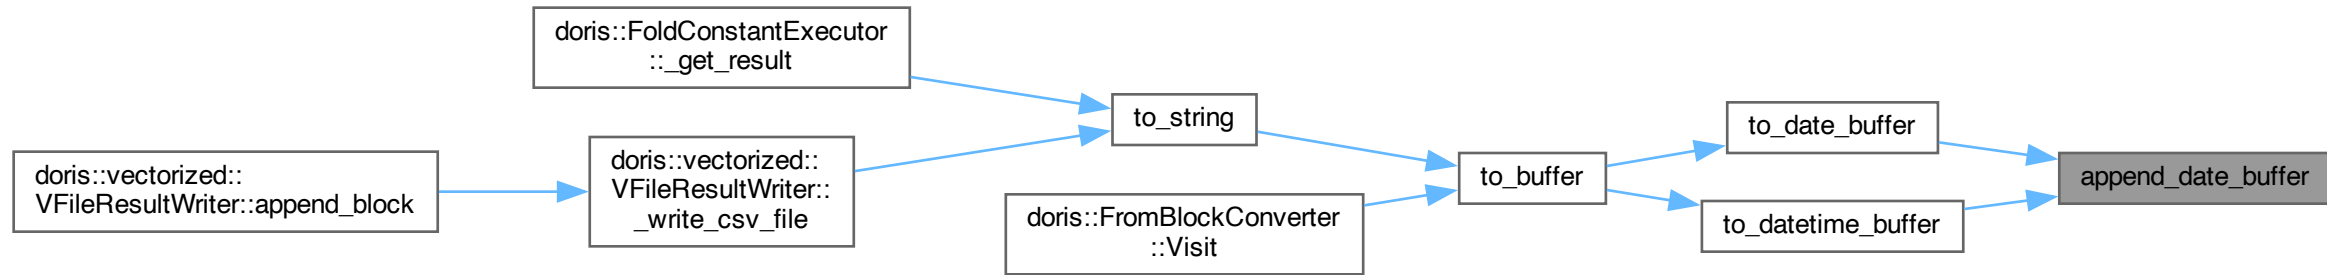 doris::FoldConstantExecutor
::_get_result
doris::vectorized::
VFileResultWriter::append_block
doris::vectorized::
VFileResultWriter::
_write_csv_file
to_string
doris::FromBlockConverter
::Visit
to_buffer
to_date_buffer
to_datetime_buffer
append_date_buffer